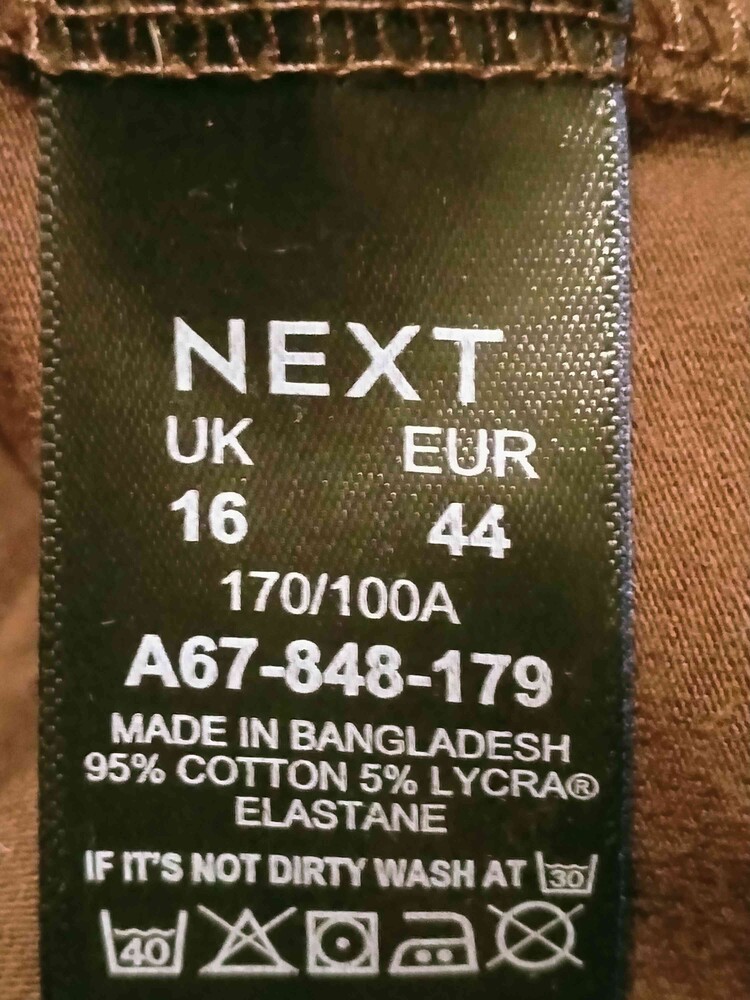 NEXT
UK EUR
16 44
170/100A
A67-848-179
MADE IN BANGLADESH
95% COTTON 5% LYCRA®
ELASTANE
IF IT'S NOT DIRTY WASH AT 30
40